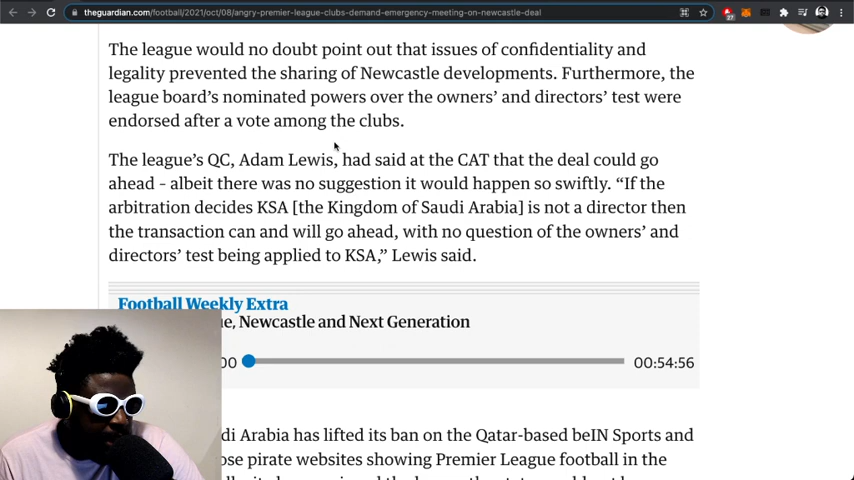 theguardian.com/football/2021/oct/08/angry-premier-league-clubs-demand-emergency-meeting-on-newcastle-deal
27
The league would no doubt point out that issues of confidentiality and
legality prevented the sharing of Newcastle developments. Furthermore, the
league board’s nominated powers over the owners’ and directors’ test were
endorsed after a vote among the clubs.
The league’s QC, Adam Lewis, had said at the CAT that the deal could go
ahead – albeit there was no suggestion it would happen so swiftly. “If the
arbitration decides KSA [the Kingdom of Saudi Arabia] is not a director then
the transaction can and will go ahead, with no question of the owners’ and
directors’ test being applied to KSA,” Lewis said.
Football Weekly Extra
Newcastle and Next Generation
00:54:56
Arabia has lifted its ban on the Qatar-based beIN Sports and
pirate websites showing Premier League football in the